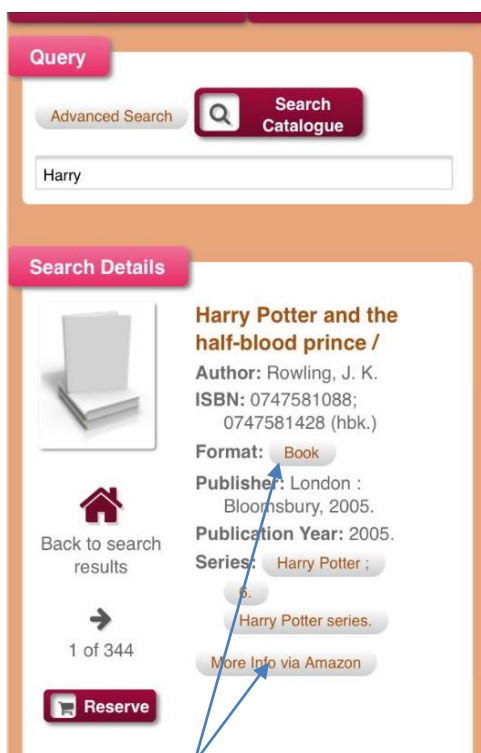 Query
Advanced Search
Search
Catalogue
Harry
Search Details
Harry Potter and the
half-blood prince /
Author: Rowling, J. K.
ISBN: 0747581088;
0747581428 (hbk.)
Format: Book
Publisher: London :
Bloomsbury, 2005.
Publication Year: 2005.
Series: Harry Potter ;
6.
Harry Potter series.
More Info via Amazon
Back to search
results
1 of 344
Reserve